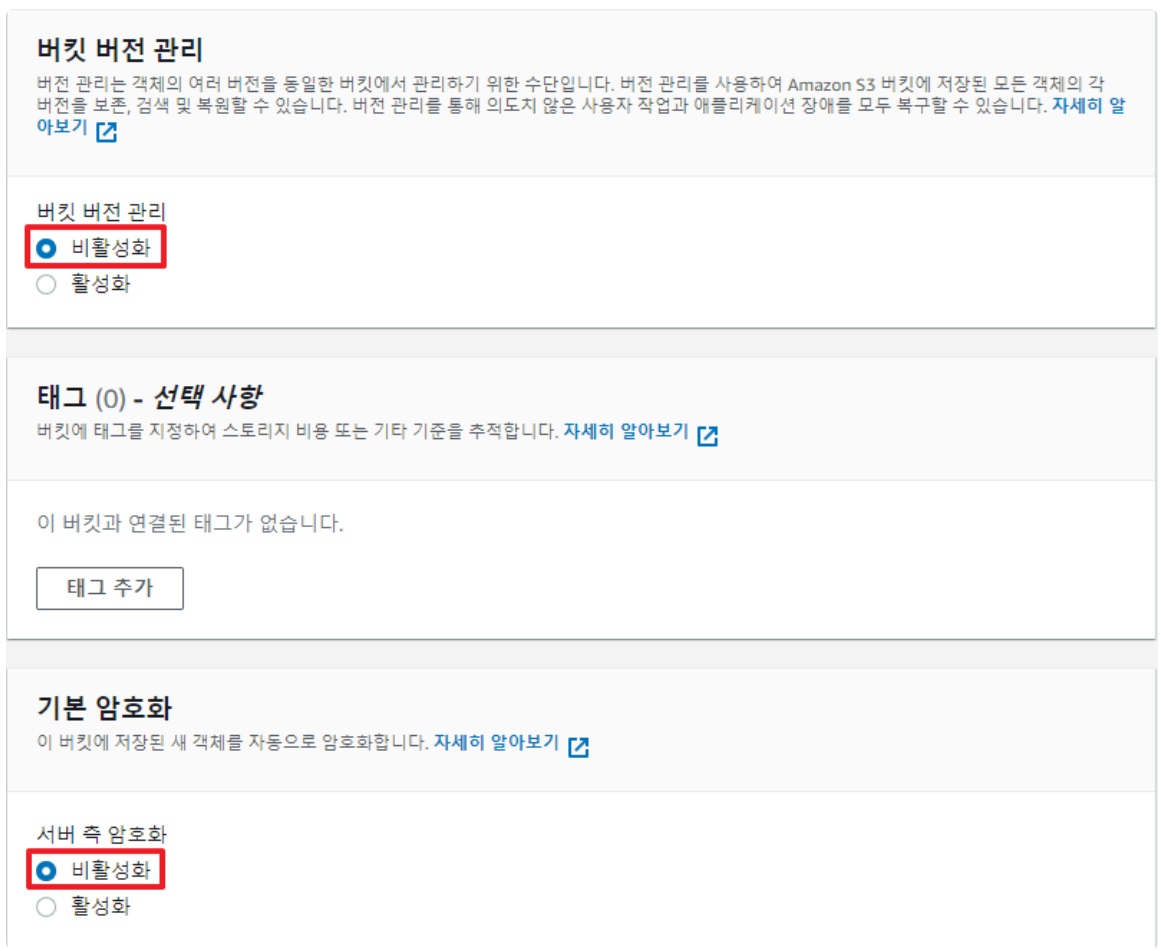 버킷 버전 관리
버전 관리는 객체의 여러 버전을 동일한 버킷에서 관리하기 위한 수단입니다. 버전 관리를 사용하여 Amazon S3 버킷에 저장된 모든 객체의 각
버전을 보존, 검색 및 복원할 수 있습니다. 버전 관리를 통해 의도치 않은 사용자 작업과 애플리케이션 장애를 모두 복구할 수 있습니다. 자세히 알
아보기
버킷 버전 관리
비활성화
활성화
태그 (0) - 선택 사항
버킷에 태그를 지정하여 스토리지 비용 또는 기타 기준을 추적합니다. 자세히 알아보기
이 버킷과 연결된 태그가 없습니다.
태그 추가
기본 암호화
이 버킷에 저장된 새 객체를 자동으로 암호화합니다. 자세히 알아보기
서버 측 암호화
비활성화
활성화